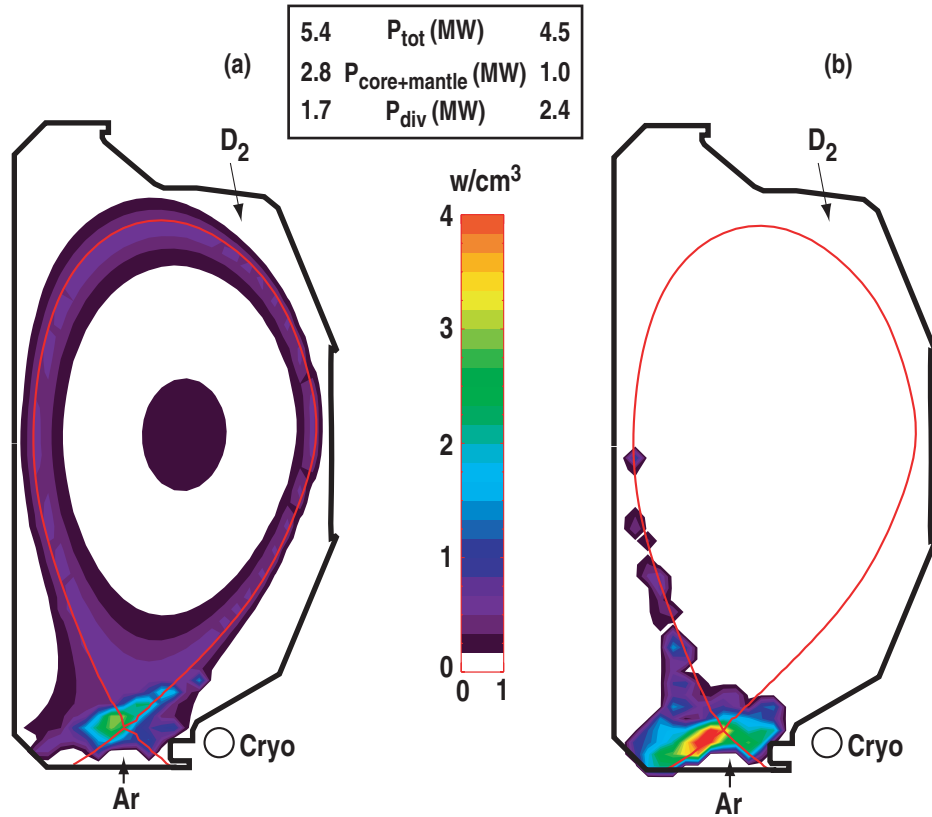 5.4 P_tot (MW) 4.5
2.8 P_core+mantle (MW) 1.0
1.7 P_div (MW) 2.4
(a)
(b)
D₂
D₂
w/cm³
4
3
2
1
0
0 1
Cryo
Cryo
Ar
Ar